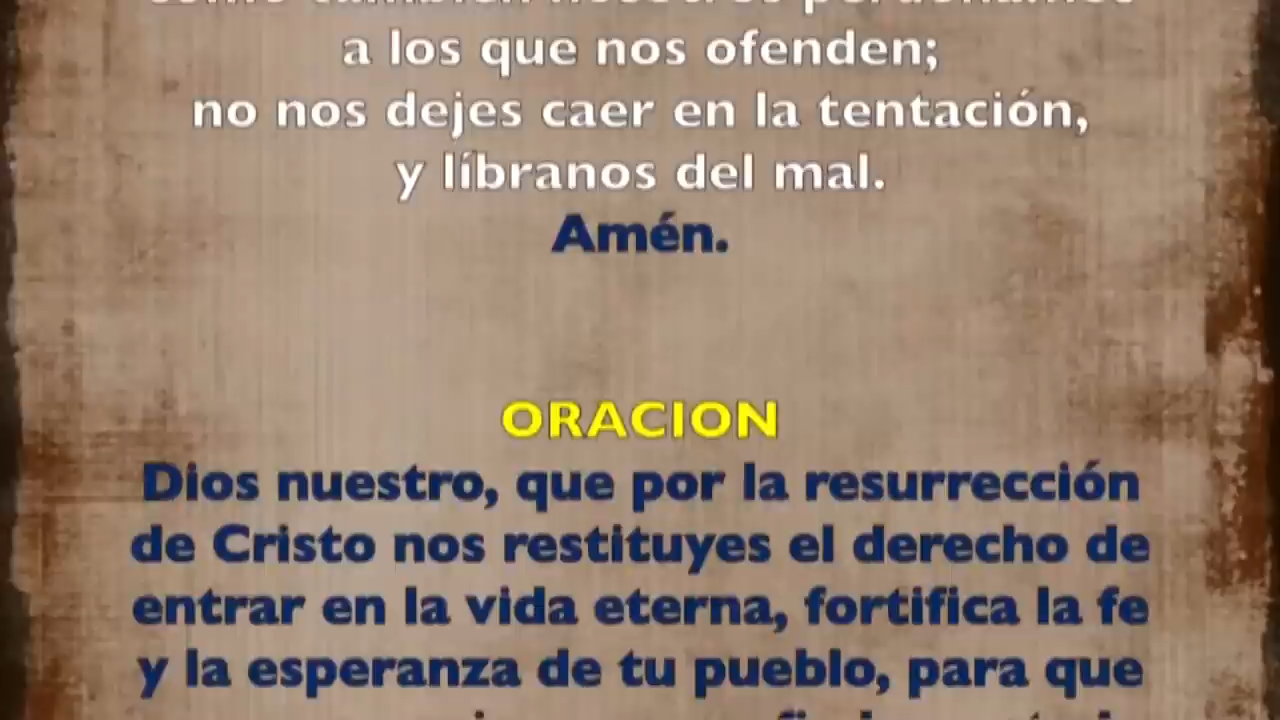 a los que nos ofenden;
no nos dejes caer en la tentación,
y líbranos del mal.
Amén.
ORACION
Dios nuestro, que por la resurrección
de Cristo nos restituyes el derecho de
entrar en la vida eterna, fortifica la fe
y la esperanza de tu pueblo, para que